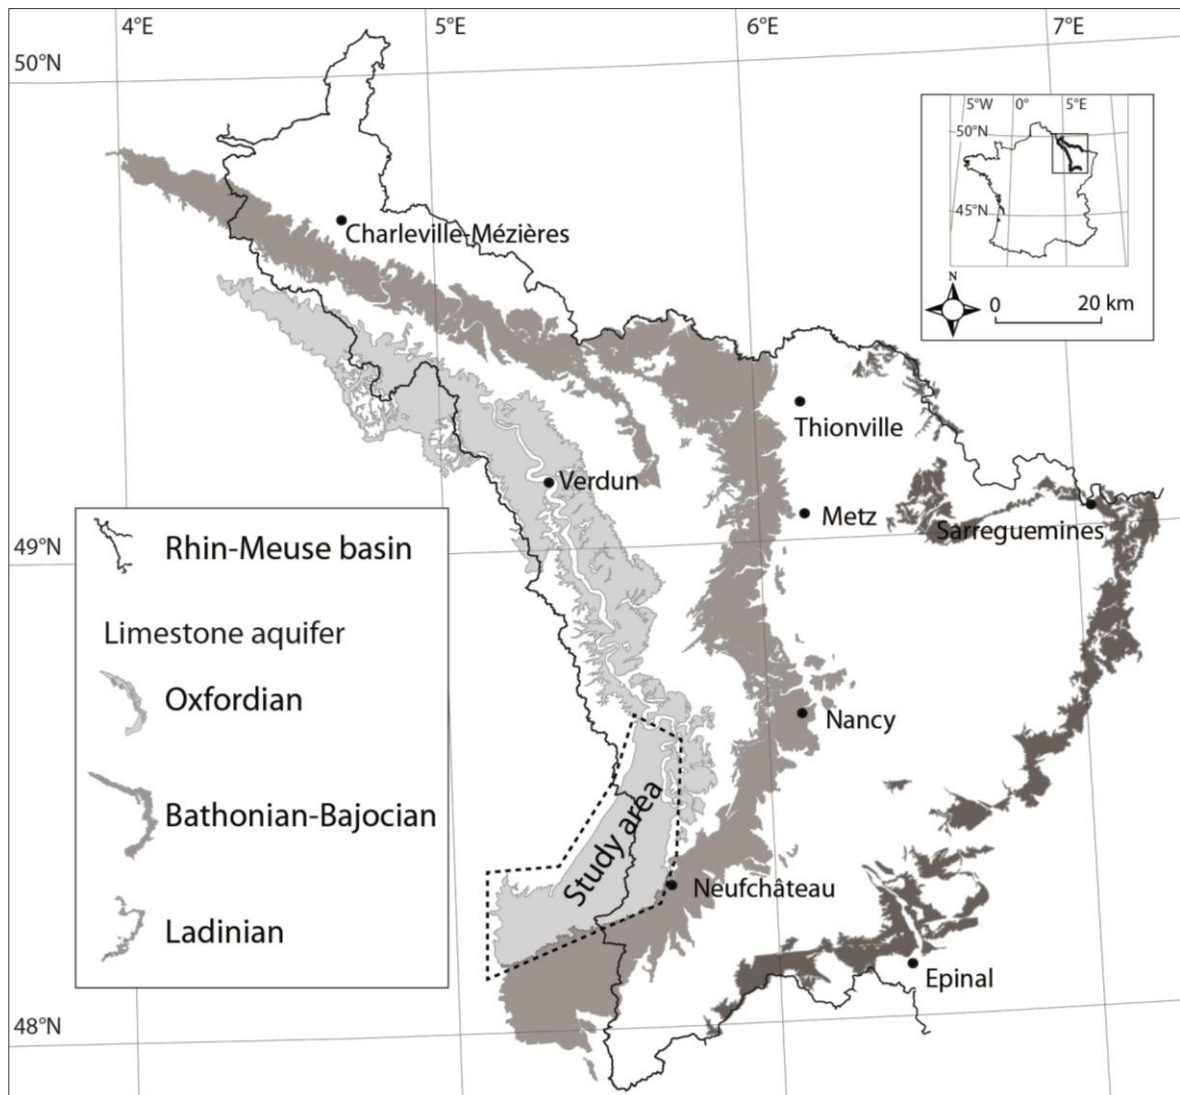 4°E
5°E
6°E
7°E
50°N
5°W
0°
5°E
50°N
45°N
N
0
20 km
Charleville-Mézières
Thionville
Verdun
Metz
Sarreguemines
49°N
Rhin-Meuse basin
Limestone aquifer
Oxfordian
Bathonian-Bajocian
Ladinian
Nancy
Study area
Neufchâteau
Epinal
48°N